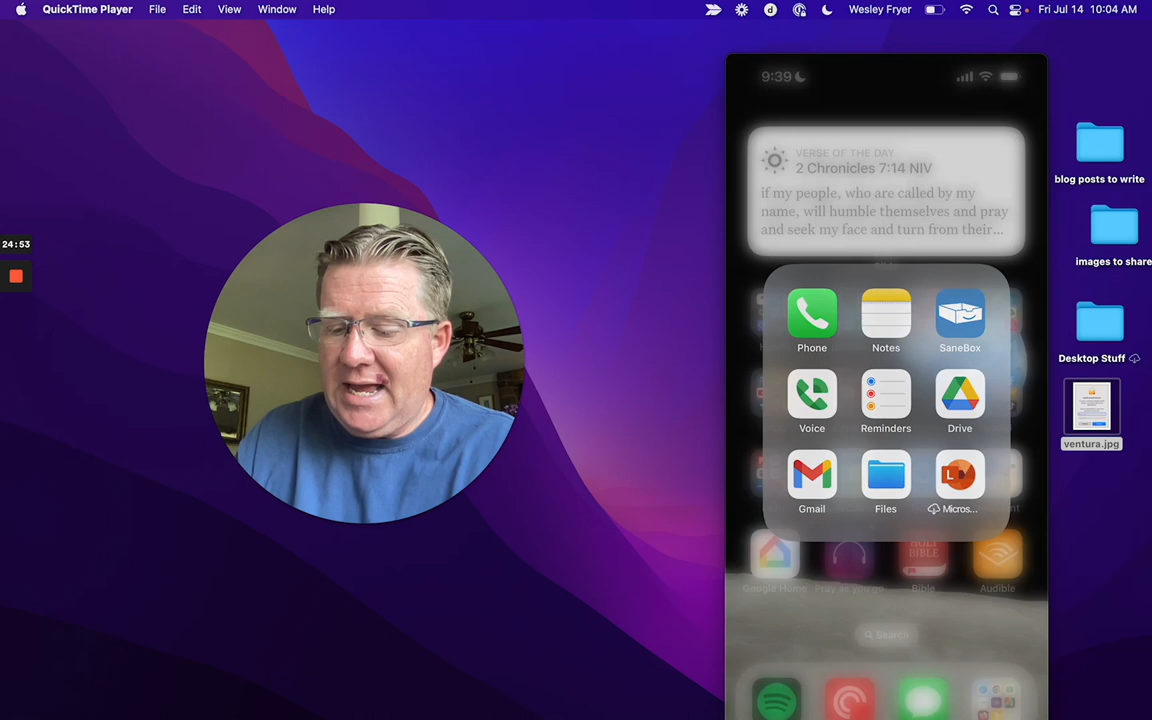 QuickTime Player File Edit View Window Help
d Wesley Fryer Fri Jul 14 10:04 AM
9:39
VERSE OF THE DAY
2 Chronicles 7:14 NIV
if my people, who are called by my
name, will humble themselves and pray
and seek my face and turn from their...
24:53
Phone Notes SaneBox
Voice Reminders Drive
Gmail Files Micros...
Google Home Pray as you go Bible Audible
HOLY
BIBLE
Search
blog posts to write
images to share
Desktop Stuff
ventura.jpg